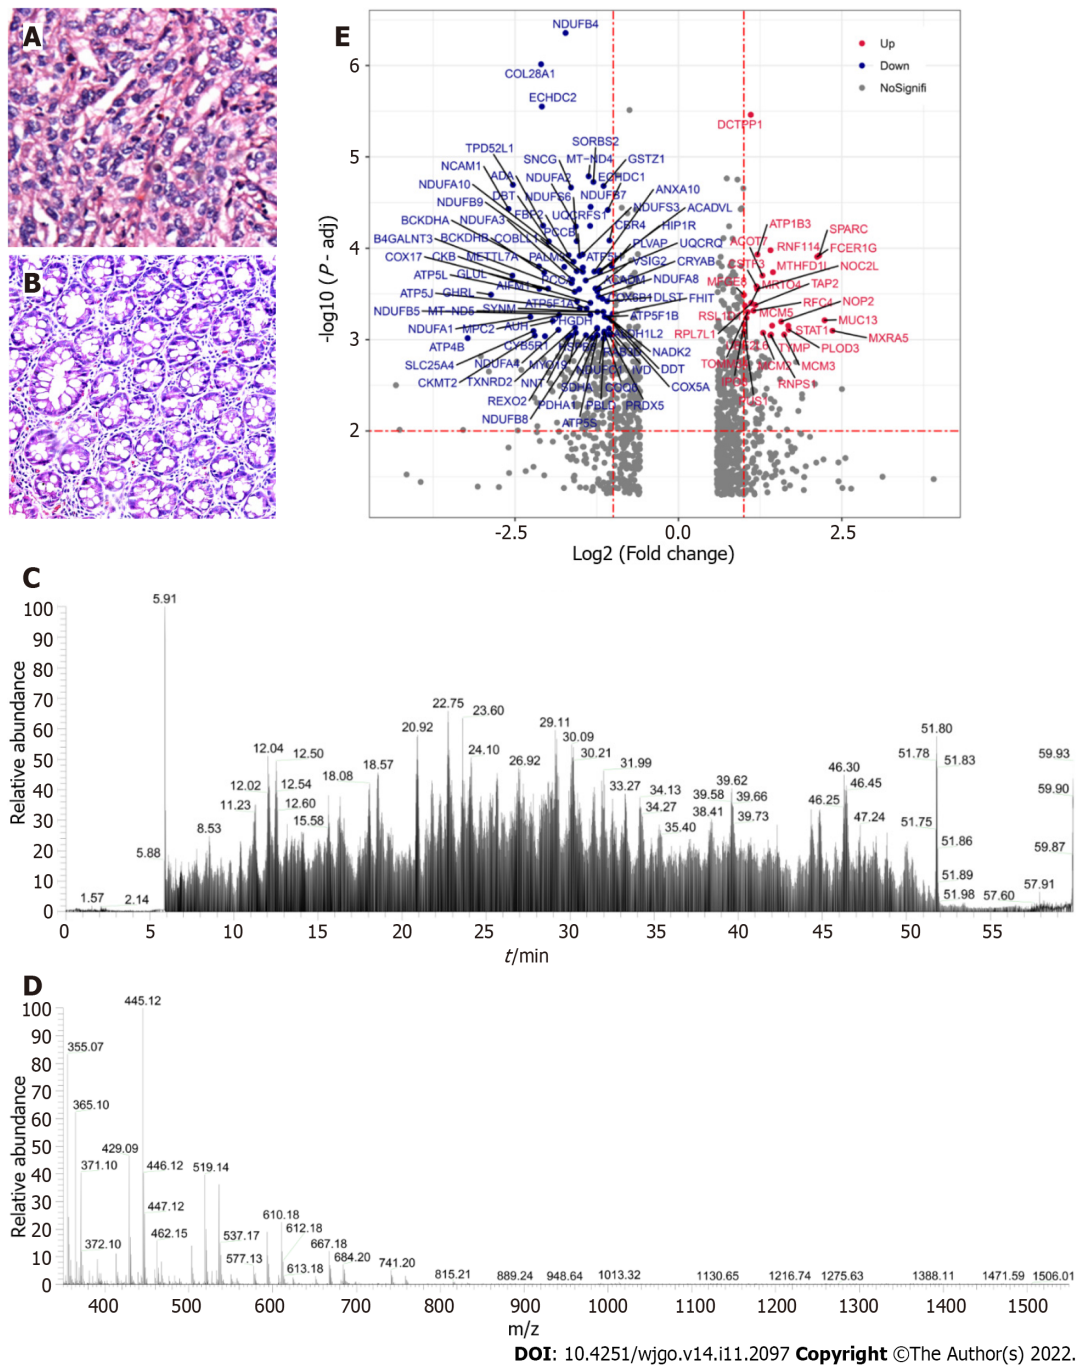 A
B
E
-log10 (P - adj)
6
5
4
3
2
-2.5
0.0
2.5
Log2 (Fold change)
Up
Down
NoSignifi
NDUFB4
COL28A1
ECHDC2
DCTPP1
SORBS2
TPD52L1
SNCG
MT-ND4
GSTZ1
NCAM1
ADA
NDUFA2
ECHDC1
NDUFA10
DBT
NDUFS6
NDUFB7
ANXA10
NDUFB9
FBP2
UQCRFS1
NDUFS3
ACADVL
BCKDHA
NDUFA3
PCCB
CBR4
HIP1R
B4GALNT3
BCKDHB
COBLL1
PLVAP
UQCRQ
COX17
CKB
METTL7A
PALM
ATP5H
VSIG2
CRYAB
ATP5L
GLUL
AIFM1
PCCA
ACADM
NDUFA8
ATP5J
GHRL
ATP5F1A
COX6B1
DLST
FHIT
NDUFB5
MT-ND5
SYNM
PHGDH
ATP5F1B
NDUFA1
MPC2
AUH
ADH1L2
ATP4B
CYB5R1
NADK2
SLC25A4
NDUFA4
NDUFC1
IVD
DDT
CKMT2
TXNRD2
NNT
SDHA
COQ8
COX5A
REXO2
PDHA1
PBLD
PRDX5
NDUFB8
ATP5S
ATP1B3
SPARC
ACOT7
RNF114
FCER1G
CSTF3
MTHFD1L
NOC2L
MFGE8
MRTO4
TAP2
RSL1D1
MCM5
RFC4
NOP2
RPL7L1
STAT1
MUC13
MXRA5
TYMP
PLOD3
MCM2
MCM3
RNPS1
PUS1
C
Relative abundance
100
90
80
70
60
50
40
30
20
10
0
0
5
10
15
20
25
30
35
40
45
50
55
t/min
5.91
22.75
23.60
20.92
29.11
30.09
51.80
12.04
12.50
24.10
30.21
51.78
51.83
59.93
18.57
18.08
26.92
31.99
46.30
12.02
12.54
33.27
34.13
39.58
39.62
46.45
59.90
11.23
12.60
34.27
38.41
39.66
46.25
8.53
15.58
35.40
39.73
47.24
51.75
5.88
51.86
59.87
51.89
1.57
2.14
51.98
57.60
57.91
D
Relative abundance
100
90
80
70
60
50
40
30
20
10
0
400
500
600
700
800
900
1000
1100
1200
1300
1400
1500
m/z
445.12
355.07
365.10
429.09
371.10
446.12
519.14
447.12
610.18
372.10
462.15
537.17
612.18
577.13
667.18
613.18
684.20
741.20
815.21
889.24
948.64
1013.32
1130.65
1216.74
1275.63
1388.11
1471.59
1506.01
DOI: 10.4251/wjgo.v14.i11.2097 Copyright ©The Author(s) 2022.